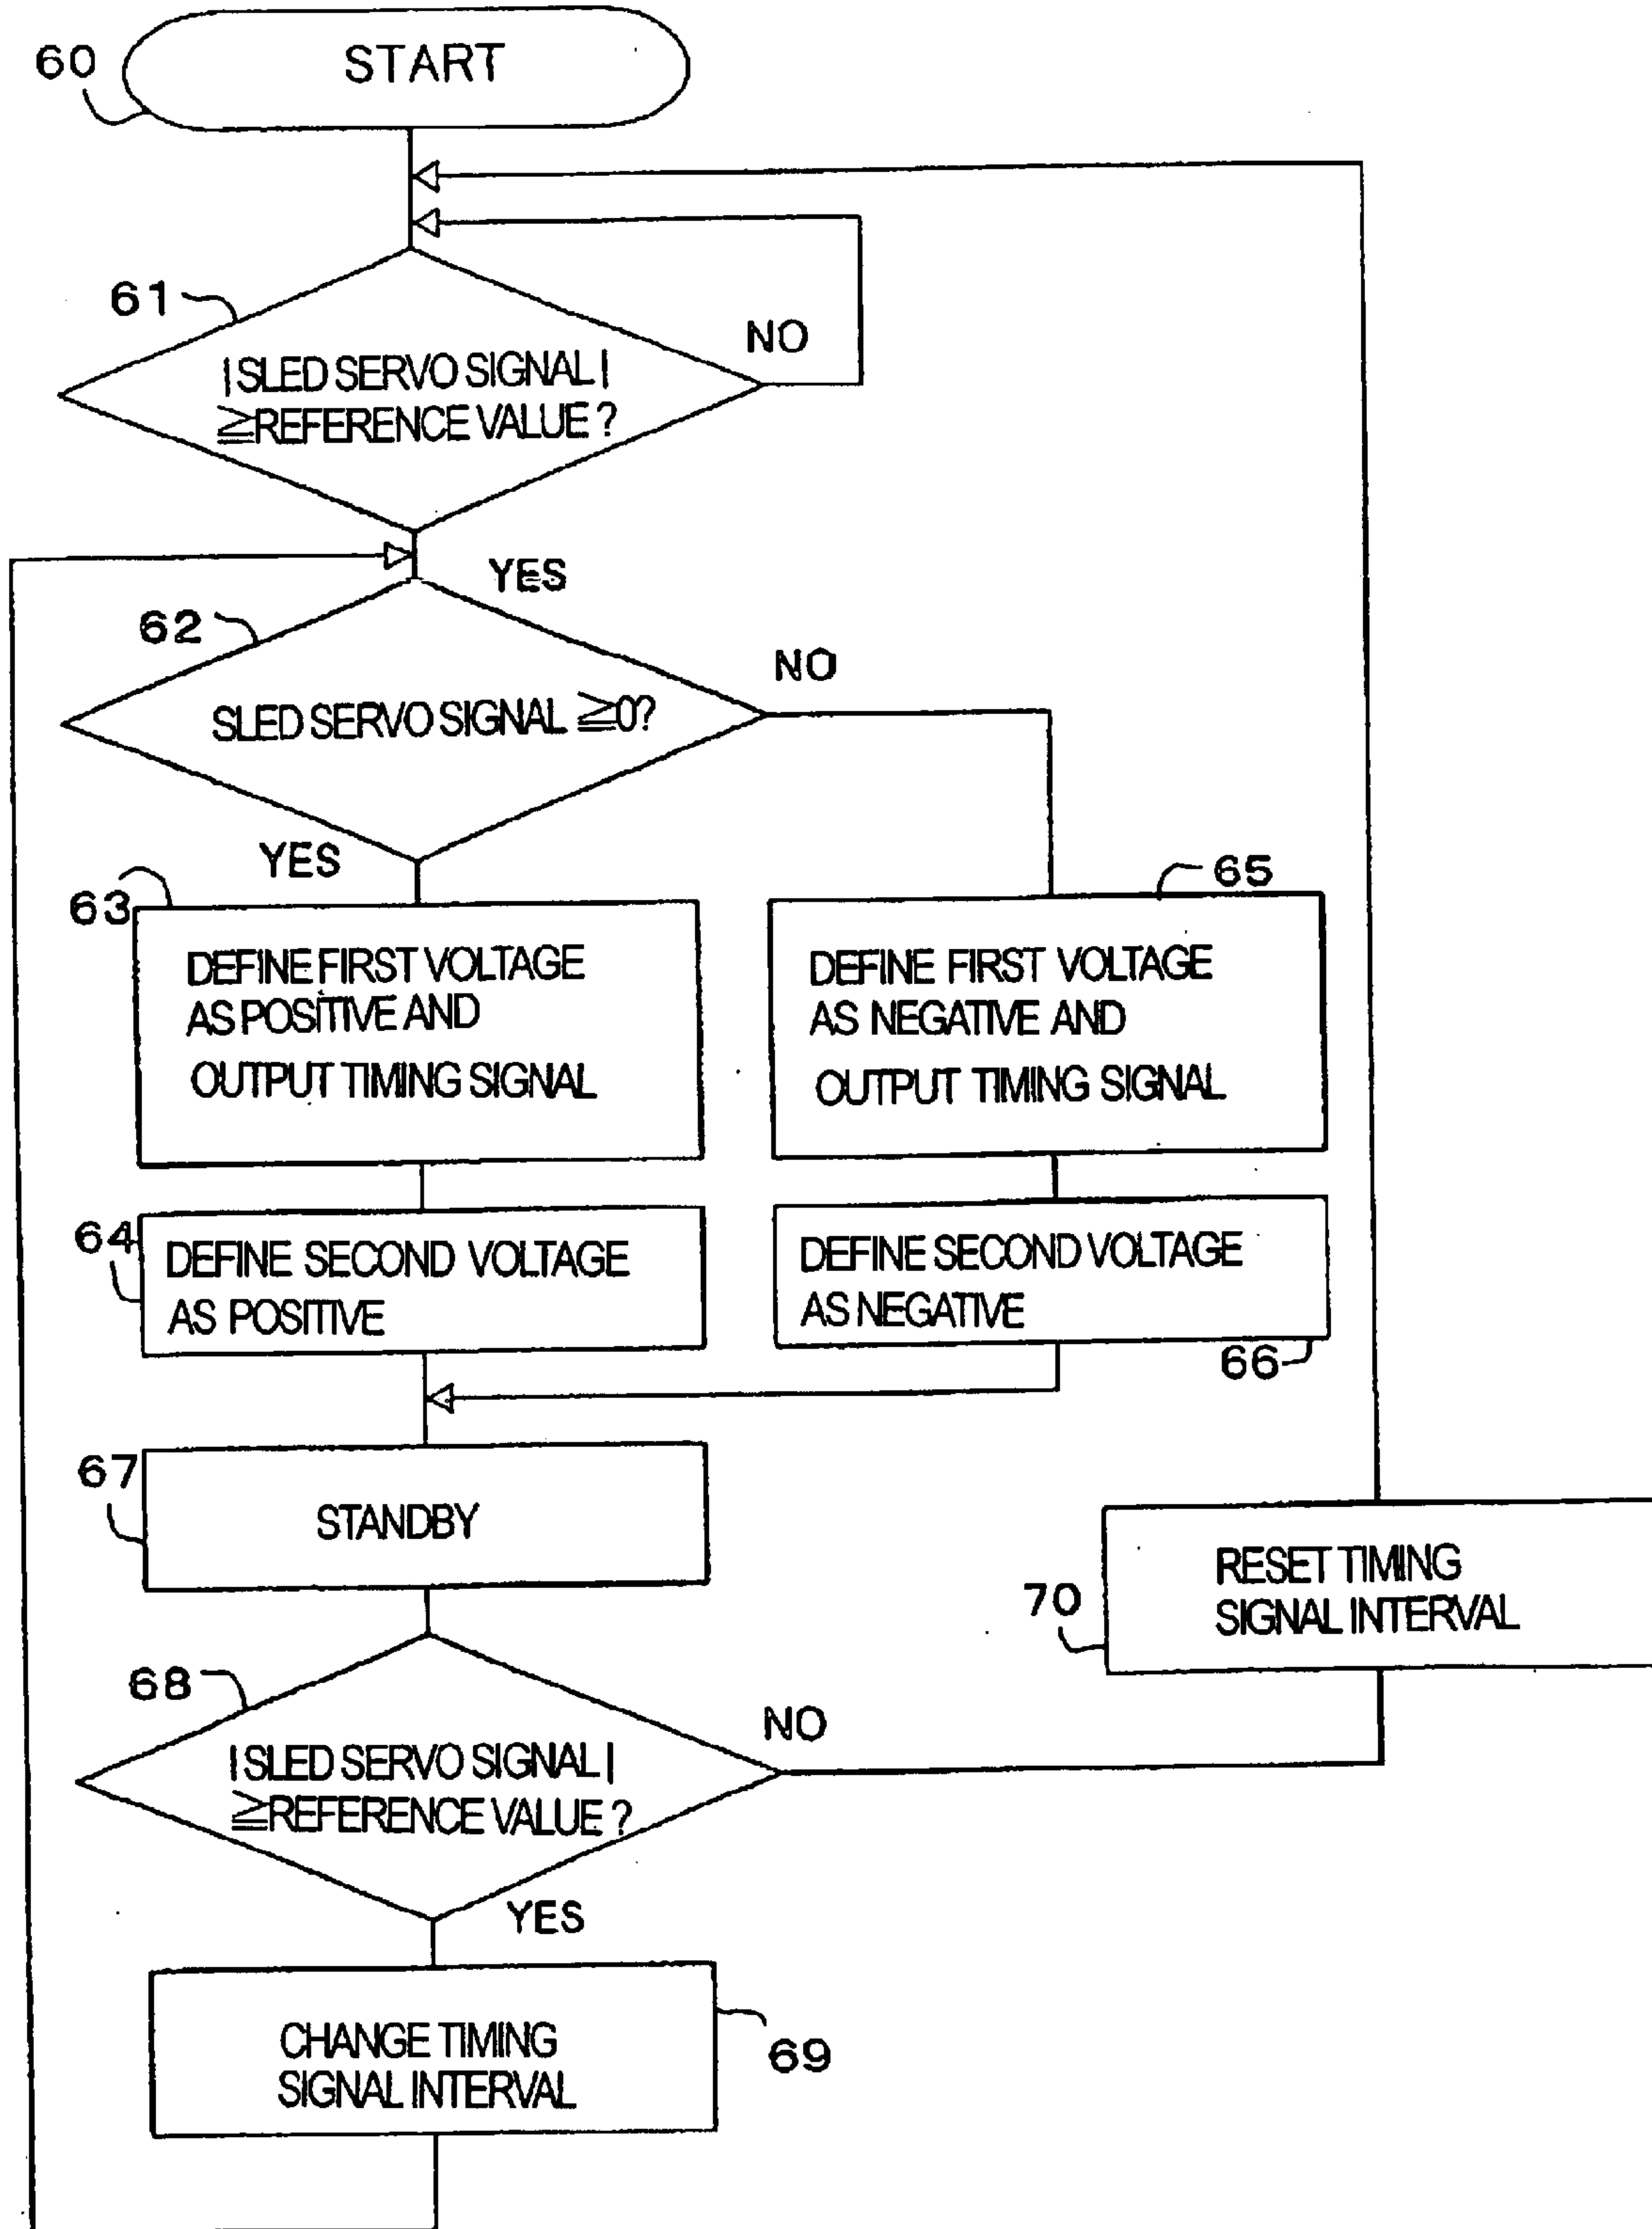 60
START
61
NO
|SLED SERVO SIGNAL|
≧REFERENCE VALUE?
YES
62
NO
SLED SERVO SIGNAL ≧0?
YES
63
DEFINE FIRST VOLTAGE
AS POSITIVE AND
OUTPUT TIMING SIGNAL
65
DEFINE FIRST VOLTAGE
AS NEGATIVE AND
OUTPUT TIMING SIGNAL
64
DEFINE SECOND VOLTAGE
AS POSITIVE
DEFINE SECOND VOLTAGE
AS NEGATIVE
66
67
STANDBY
70
RESET TIMING
SIGNAL INTERVAL
68
NO
|SLED SERVO SIGNAL|
≧REFERENCE VALUE?
YES
CHANGE TIMING
SIGNAL INTERVAL
69